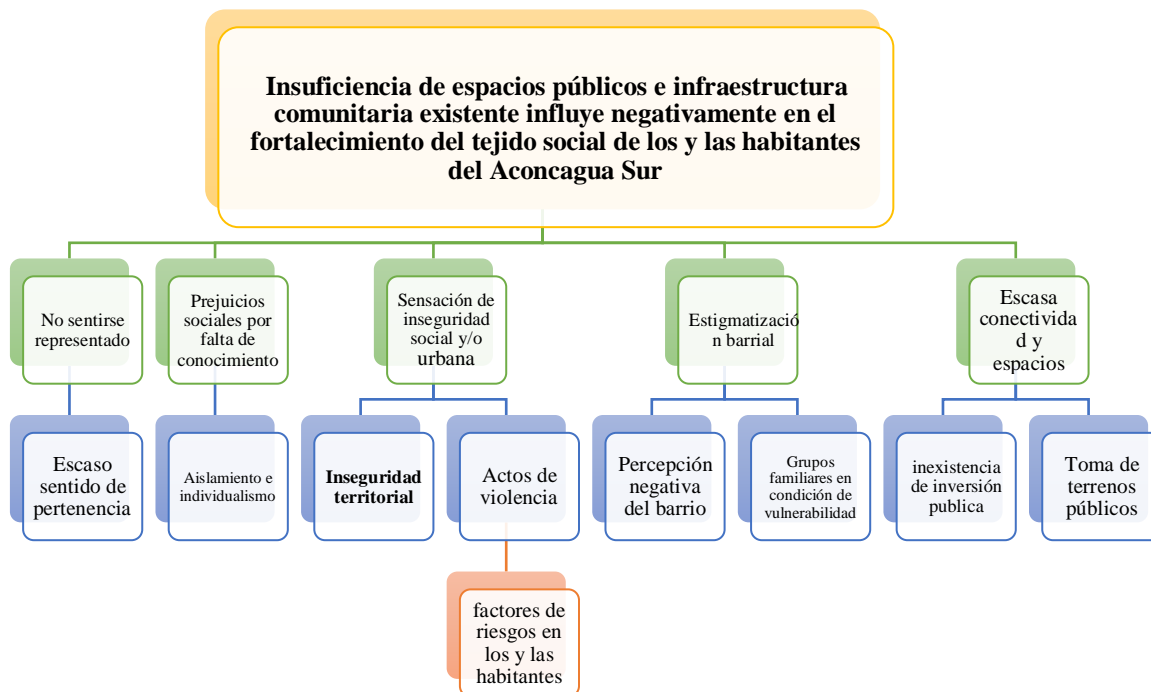 Insuficiencia de espacios públicos e infraestructura
comunitaria existente influye negativamente en el
fortalecimiento del tejido social de los y las habitantes
del Aconcagua Sur
No sentirse
representado
Prejuicios
sociales por
falta de
conocimiento
Sensación de
inseguridad
social y/o
urbana
Estigmatizació
n barrial
Escasa
conectivida
d y
espacios
Escaso
sentido de
pertenencia
Aislamiento e
individualismo
Inseguridad
territorial
Actos de
violencia
Percepción
negativa
del barrio
Grupos
familiares en
condición de
vulnerabilidad
inexistencia
de inversión
publica
Toma de
terrenos
públicos
factores de
riesgos en
los y las
habitantes